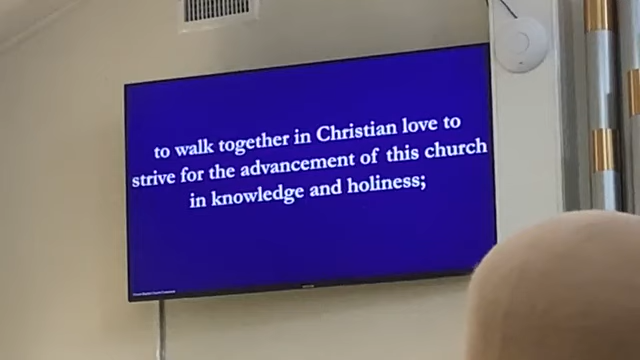 to walk together in Christian love to
strive for the advancement of this church
in knowledge and holiness;